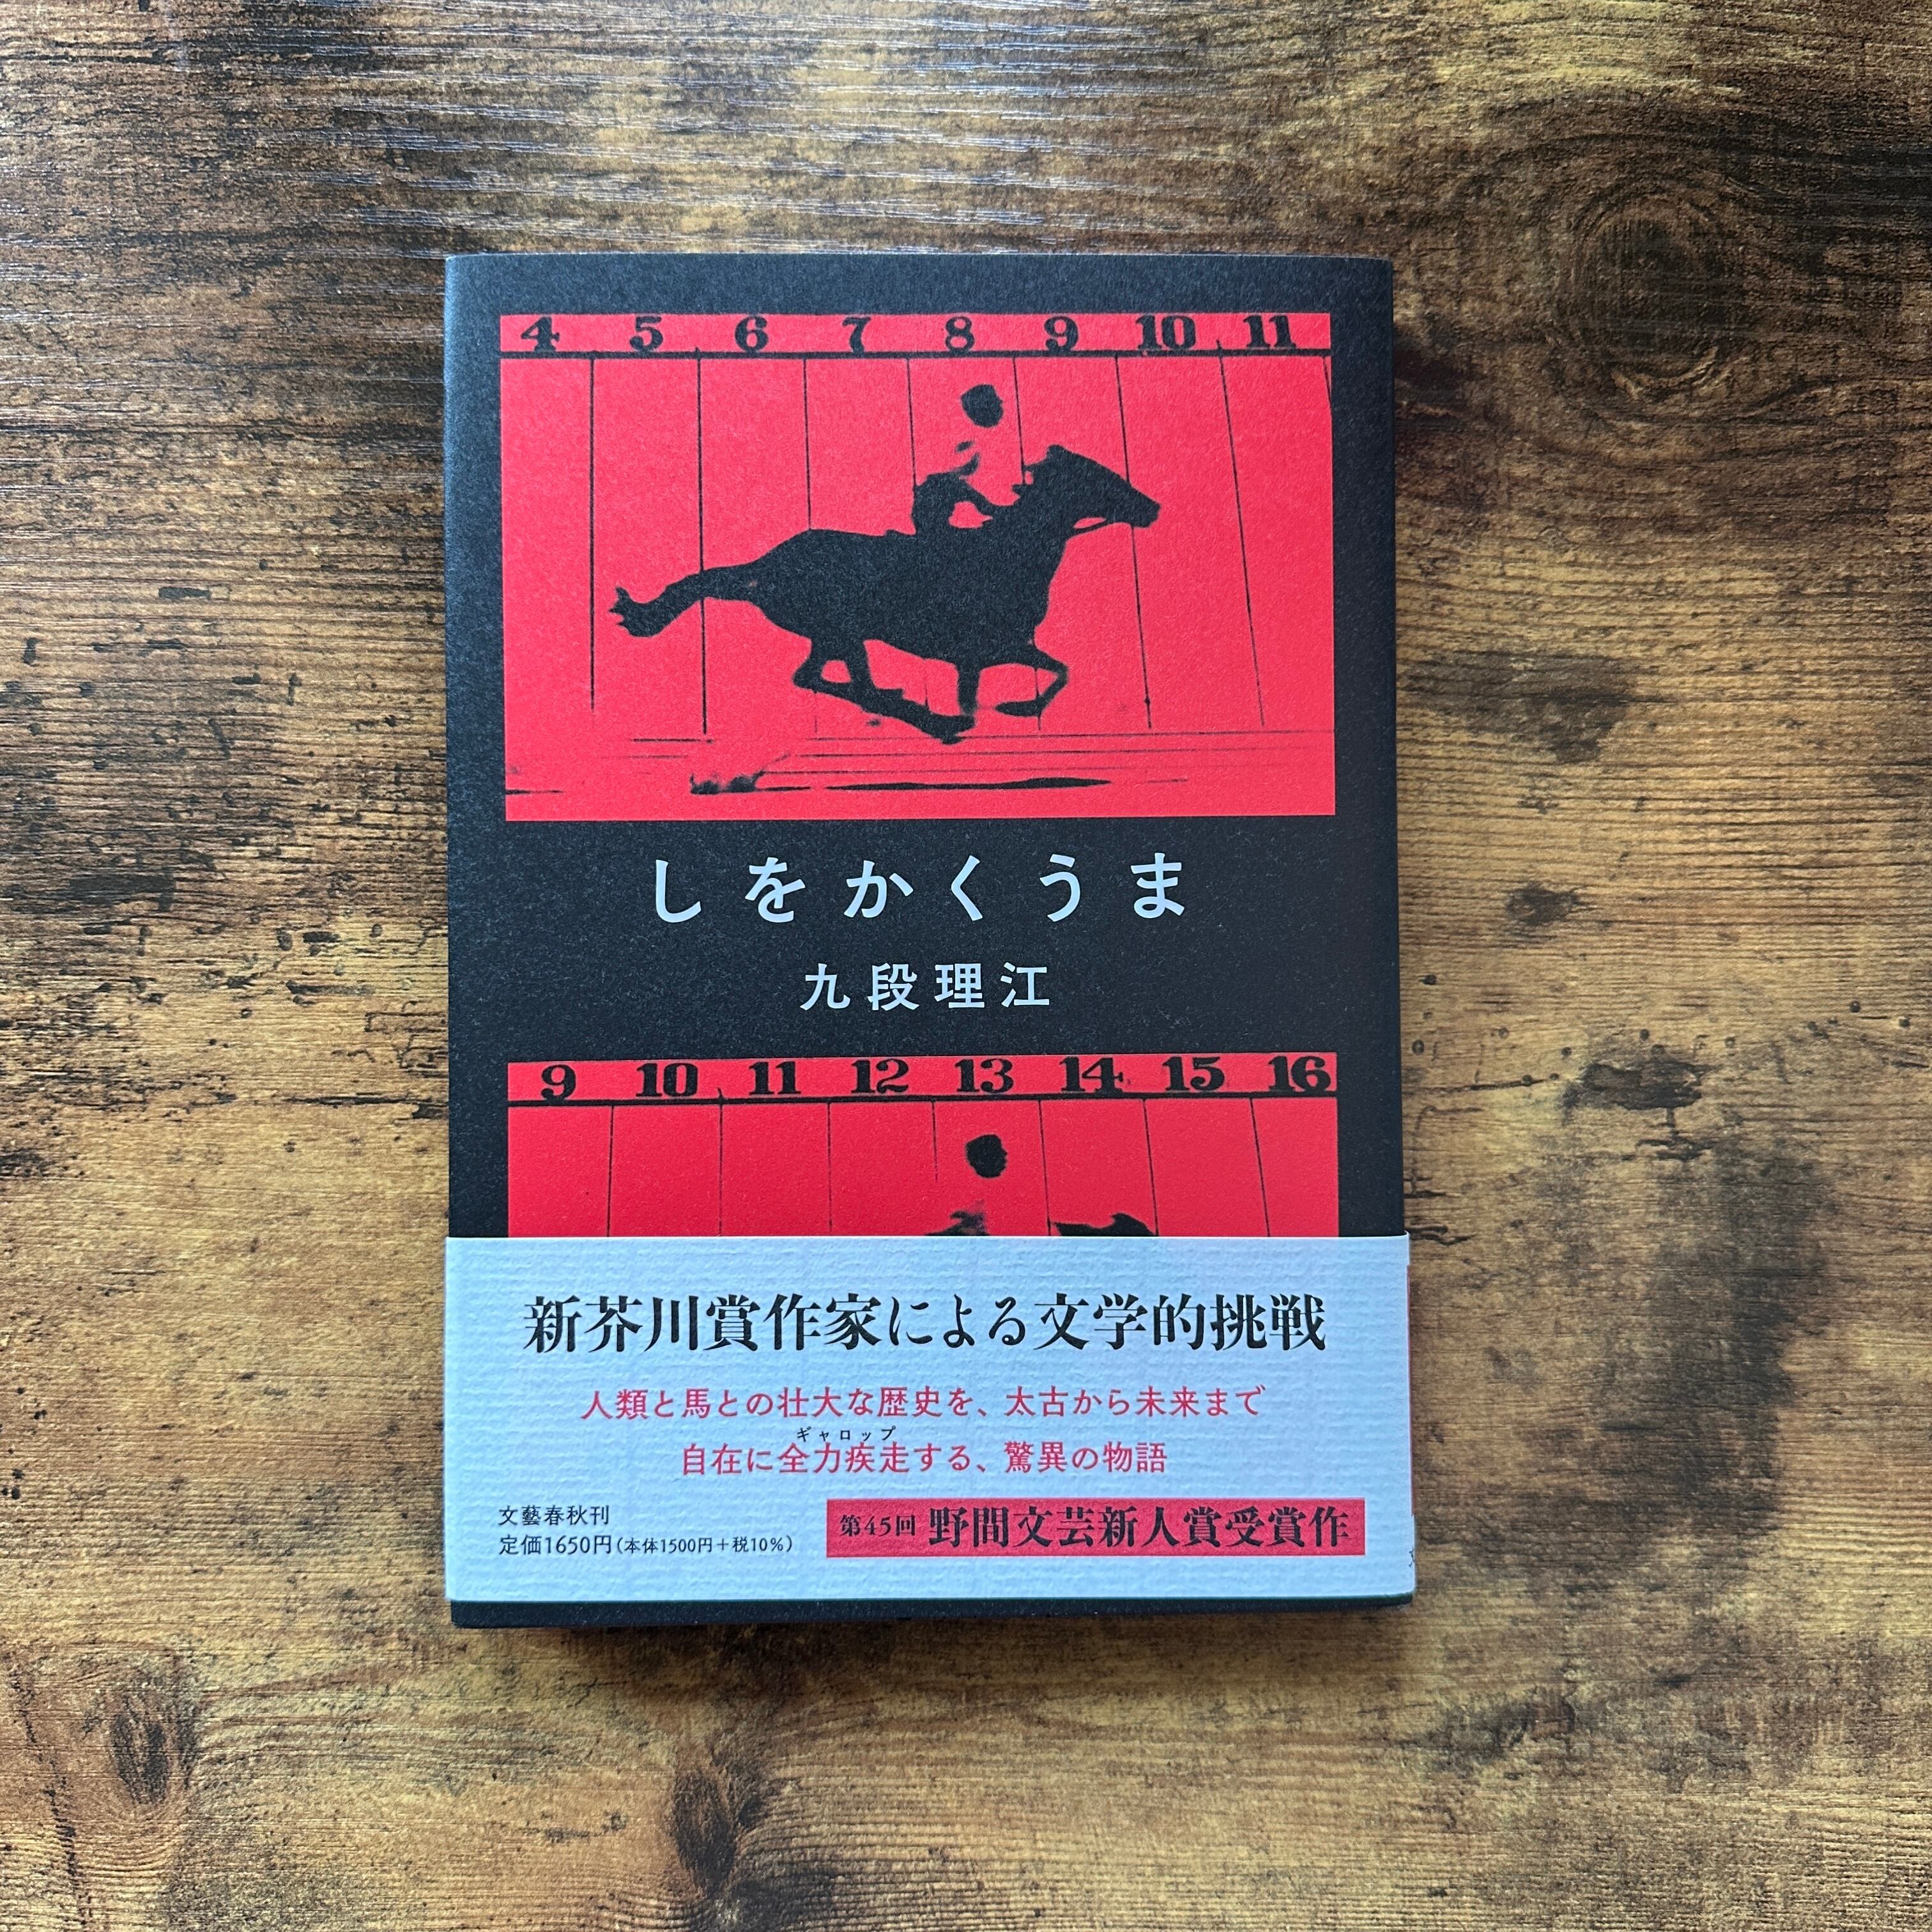 4 5 6 7 8 9 10 11
しをかくうま
九段理江
9 10 11 12 13 14 15 16
新芥川賞作家による文学的挑戦
人類と馬との壮大な歴史を、太古から未来まで
ギャロップ
自在に全力疾走する、驚異の物語
文藝春秋刊
定価1650円(本体1500円+税10%)
第45回 野間文芸新人賞受賞作